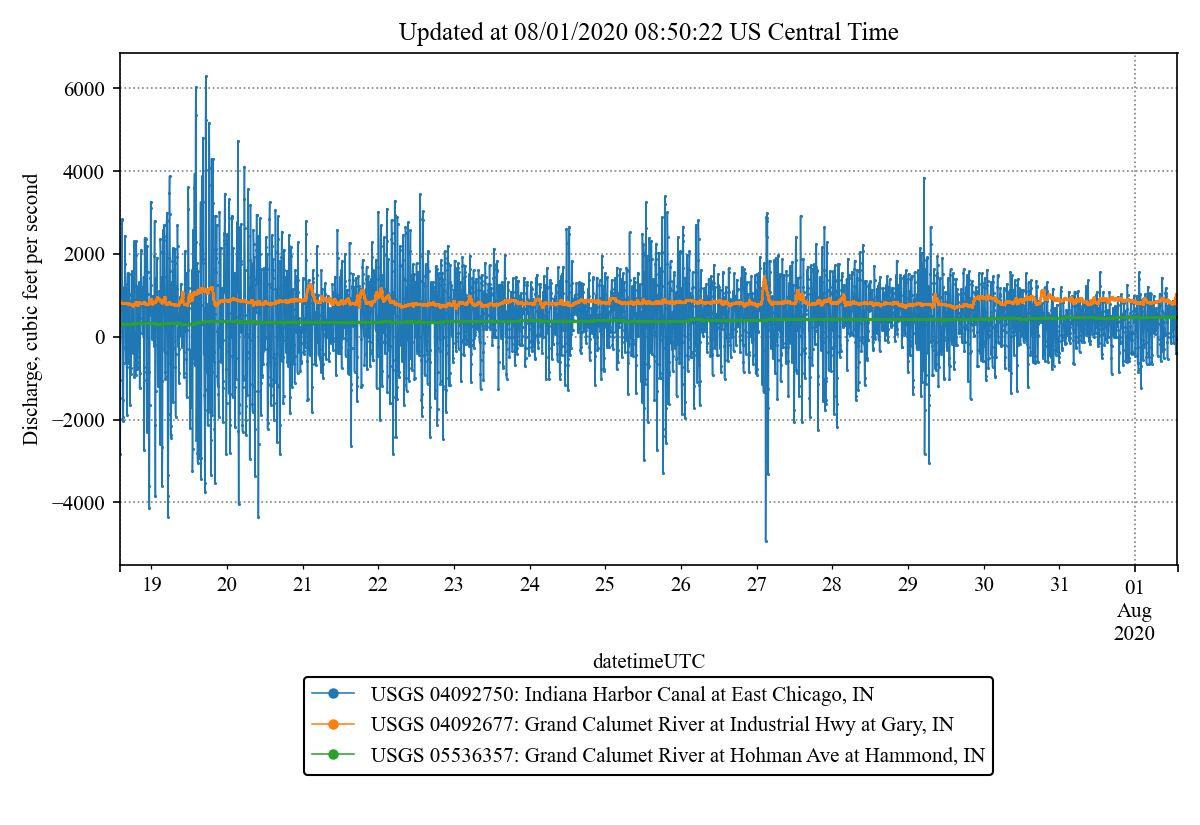 Updated at 08/01/2020 08:50:22 US Central Time
Discharge, cubic feet per second
6000
4000
2000
0
−2000
−4000
19 20 21 22 23 24 25 26 27 28 29 30 31 01
Aug
2020
datetimeUTC
USGS 04092750: Indiana Harbor Canal at East Chicago, IN
USGS 04092677: Grand Calumet River at Industrial Hwy at Gary, IN
USGS 05536357: Grand Calumet River at Hohman Ave at Hammond, IN